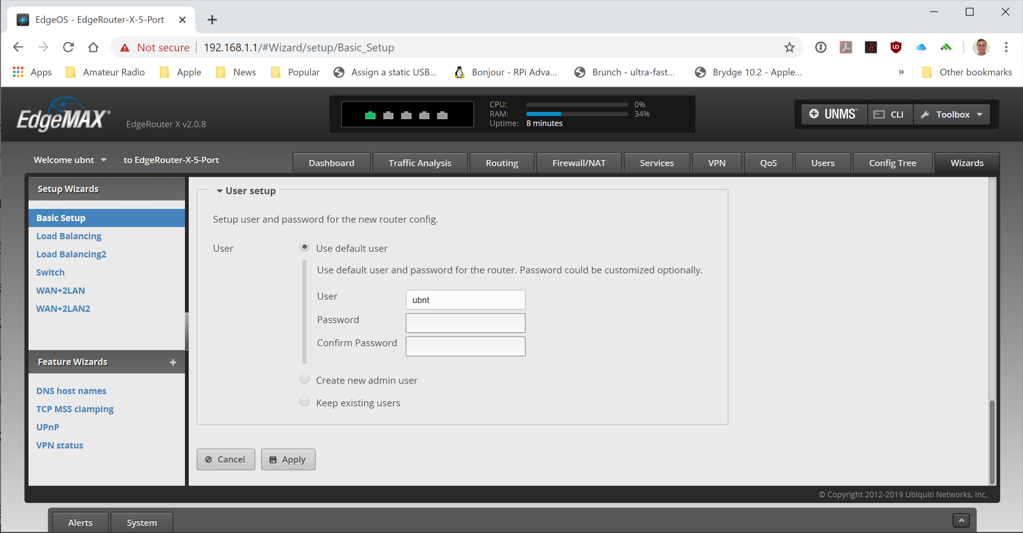 EdgeOS - EdgeRouter-X-5-Port
Not secure | 192.168.1.1/#Wizard/setup/Basic_Setup
Apps Amateur Radio Apple News Popular Assign a static USB... Bonjour - RPi Adva... Brunch - ultra-fast... Brydge 10.2 - Apple... » Other bookmarks
EdgeMAX EdgeRouter X v2.0.8
CPU: 0%
RAM: 34%
Uptime: 8 minutes
UNMS CLI Toolbox
Welcome ubnt to EdgeRouter-X-5-Port
Dashboard Traffic Analysis Routing Firewall/NAT Services VPN QoS Users Config Tree Wizards
Setup Wizards
Basic Setup
Load Balancing
Load Balancing2
Switch
WAN+2LAN
WAN+2LAN2
Feature Wizards +
DNS host names
TCP MSS clamping
UPnP
VPN status
User setup
Setup user and password for the new router config.
User Use default user
Use default user and password for the router. Password could be customized optionally.
User ubnt
Password
Confirm Password
Create new admin user
Keep existing users
Cancel Apply
© Copyright 2012-2019 Ubiquiti Networks, Inc.
Alerts System